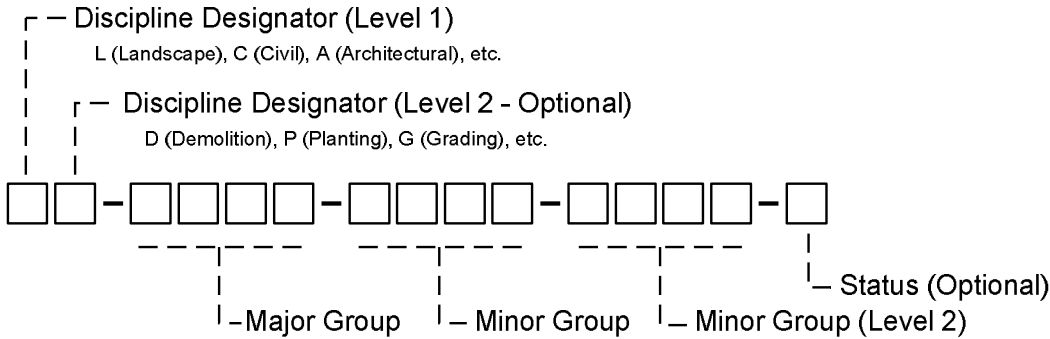 Discipline Designator (Level 1)
L (Landscape), C (Civil), A (Architectural), etc.
Discipline Designator (Level 2 - Optional)
D (Demolition), P (Planting), G (Grading), etc.
Status (Optional)
Major Group
Minor Group
Minor Group (Level 2)